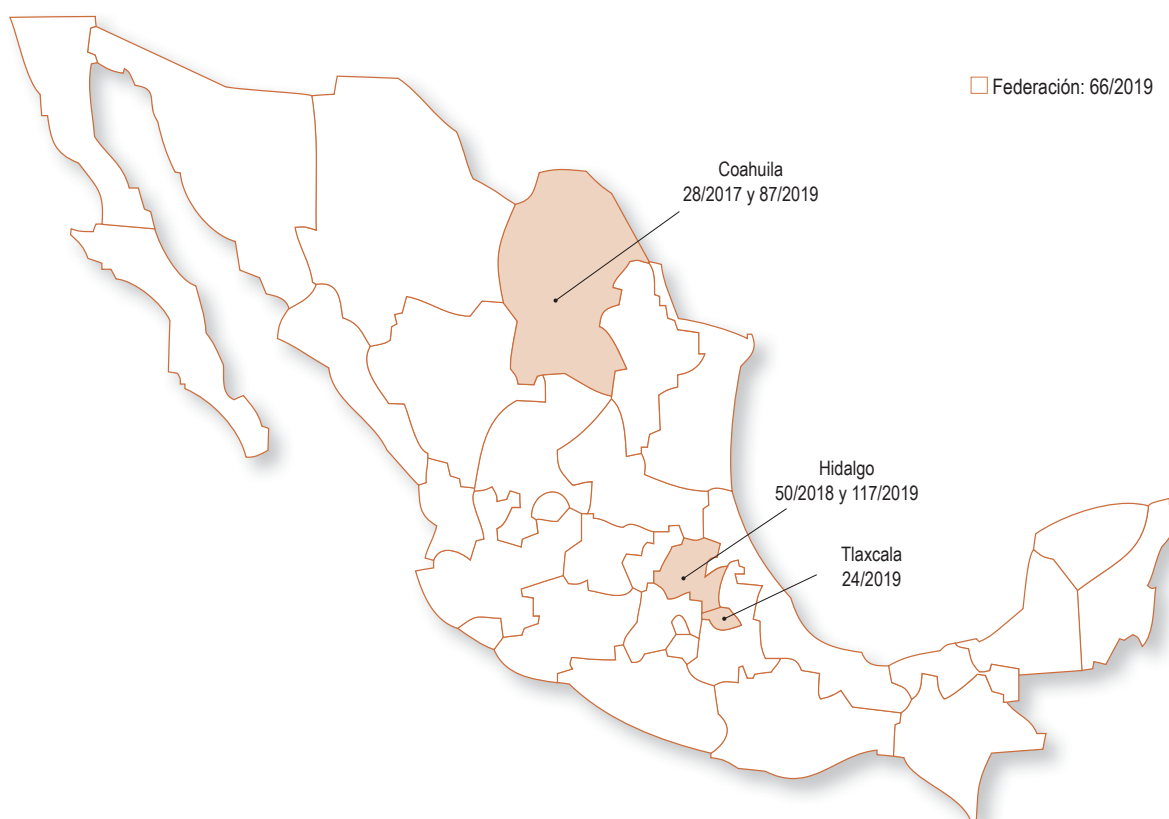 Federación: 66/2019
Coahuila
28/2017 y 87/2019
Hidalgo
50/2018 y 117/2019
Tlaxcala
24/2019